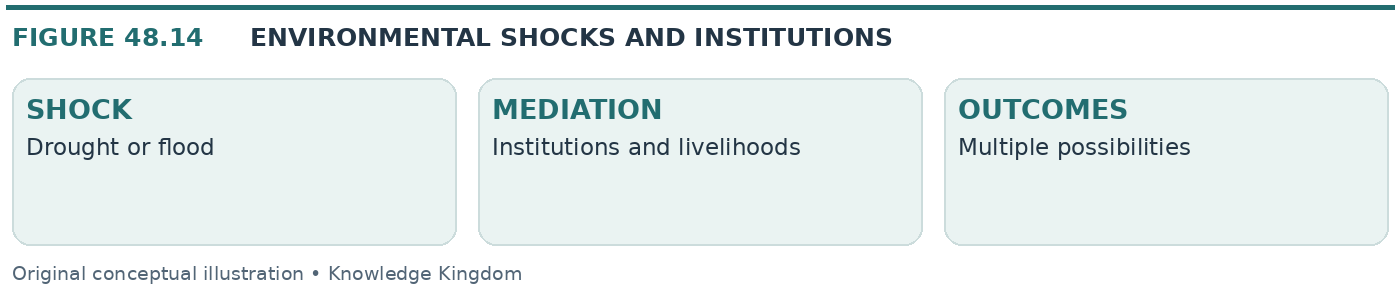 FIGURE 48.14 ENVIRONMENTAL SHOCKS AND INSTITUTIONS
SHOCK
Drought or flood
MEDIATION
Institutions and livelihoods
OUTCOMES
Multiple possibilities
Original conceptual illustration • Knowledge Kingdom